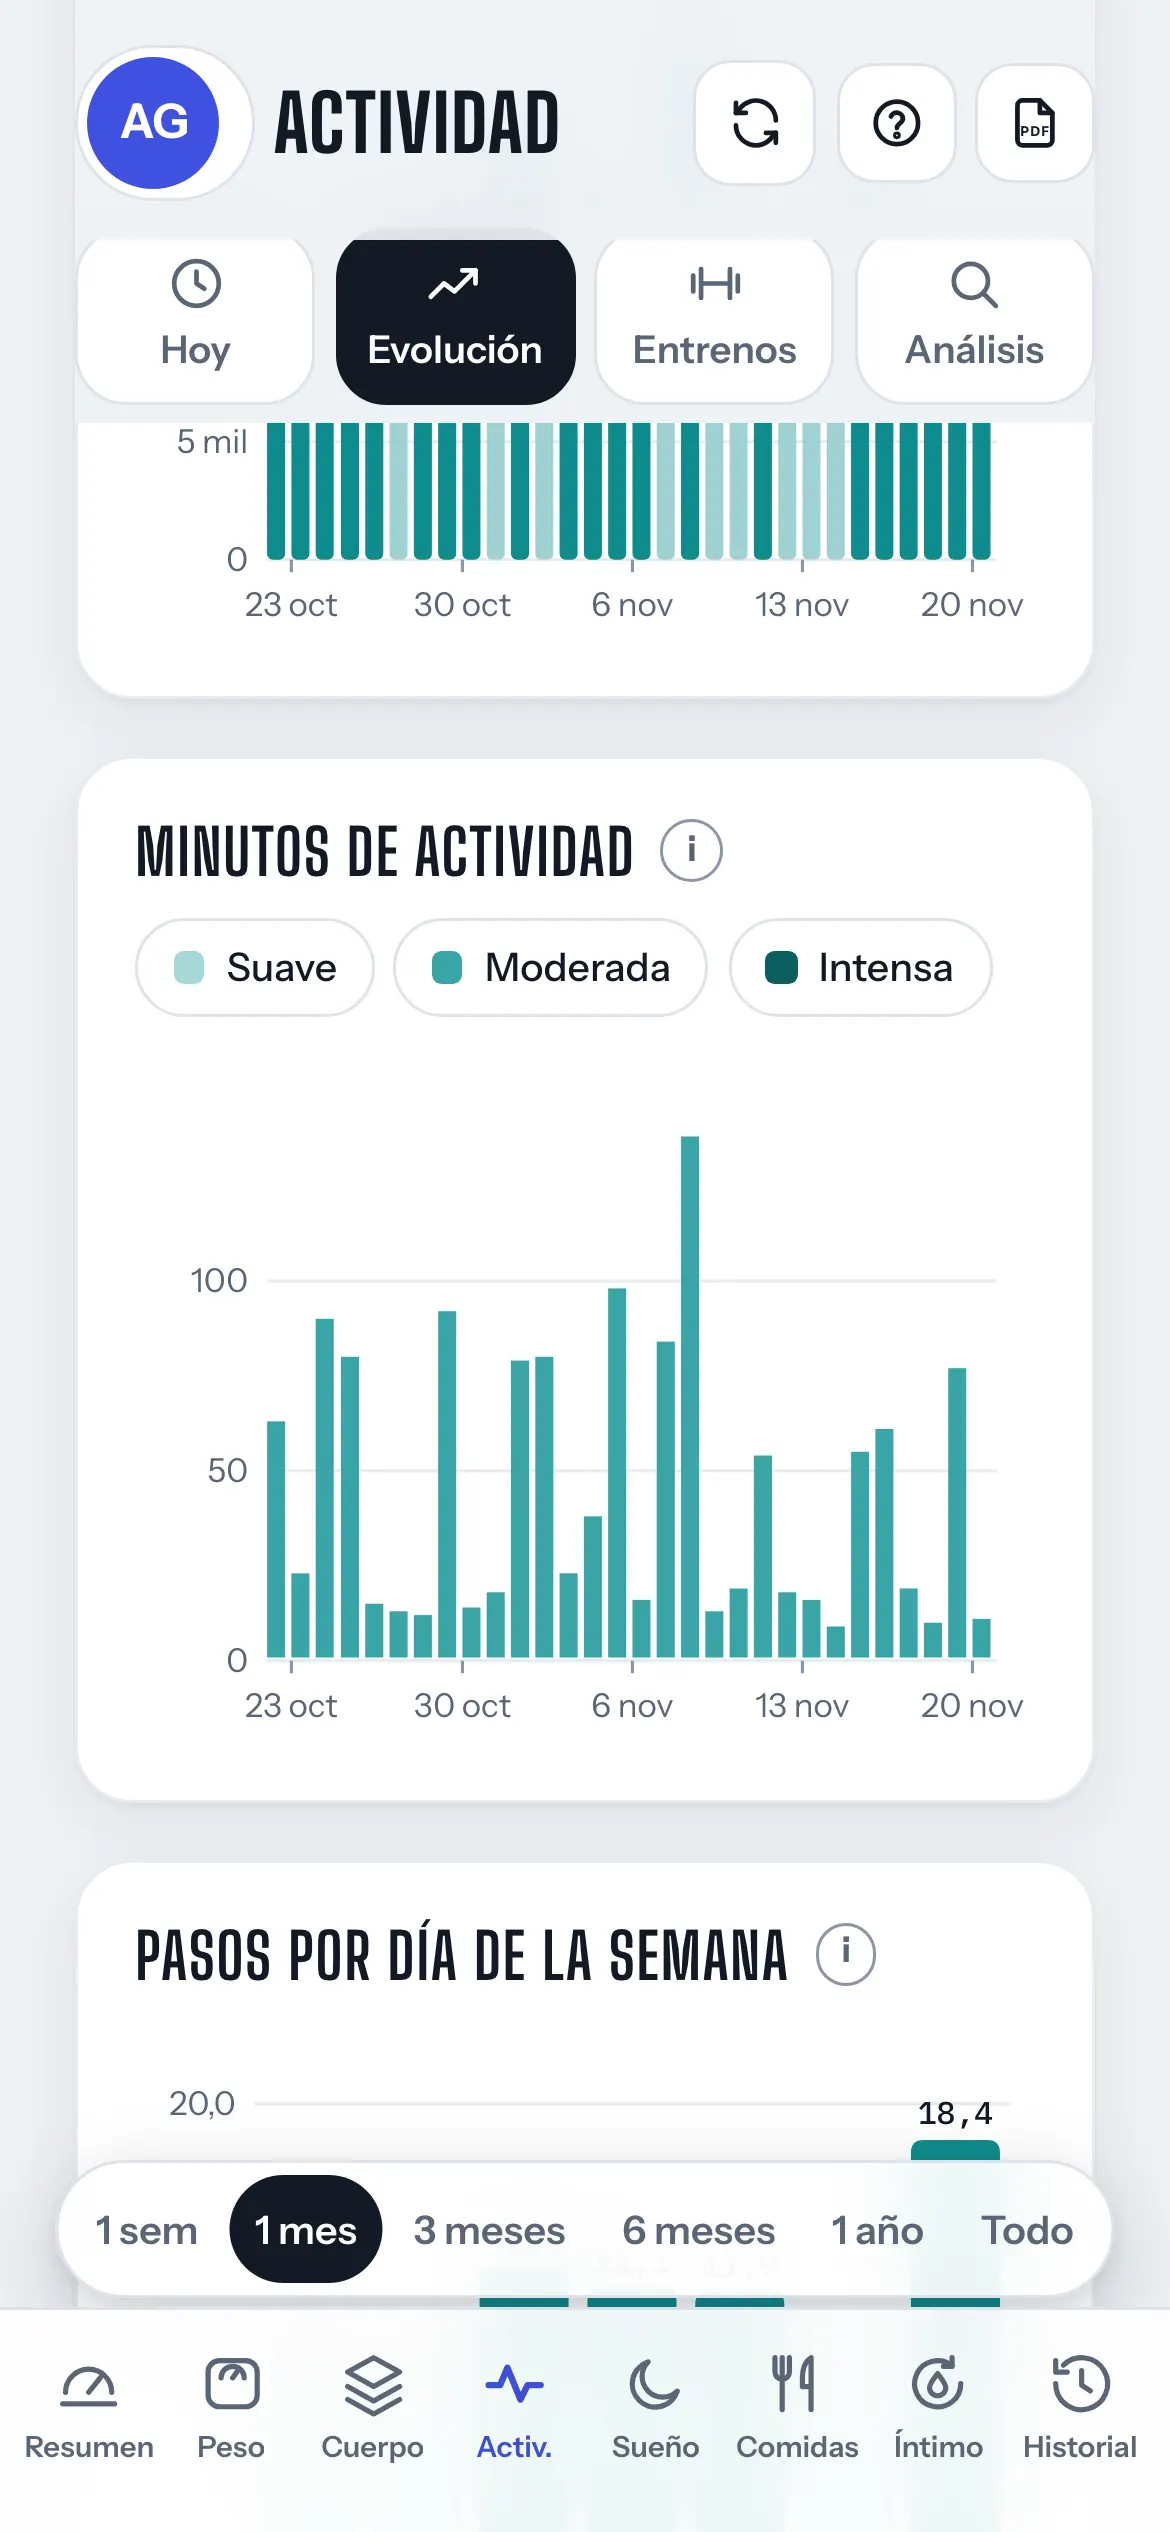 AG
ACTIVIDAD
PDF
Hoy
Evolución
Entrenos
Análisis
5 mil
0
23 oct
30 oct
6 nov
13 nov
20 nov
MINUTOS DE ACTIVIDAD
i
Suave
Moderada
Intensa
100
50
0
23 oct
30 oct
6 nov
13 nov
20 nov
PASOS POR DÍA DE LA SEMANA
i
20,0
18,4
1 sem
1 mes
3 meses
6 meses
1 año
Todo
Resumen
Peso
Cuerpo
Activ.
Sueño
Comidas
Íntimo
Historial